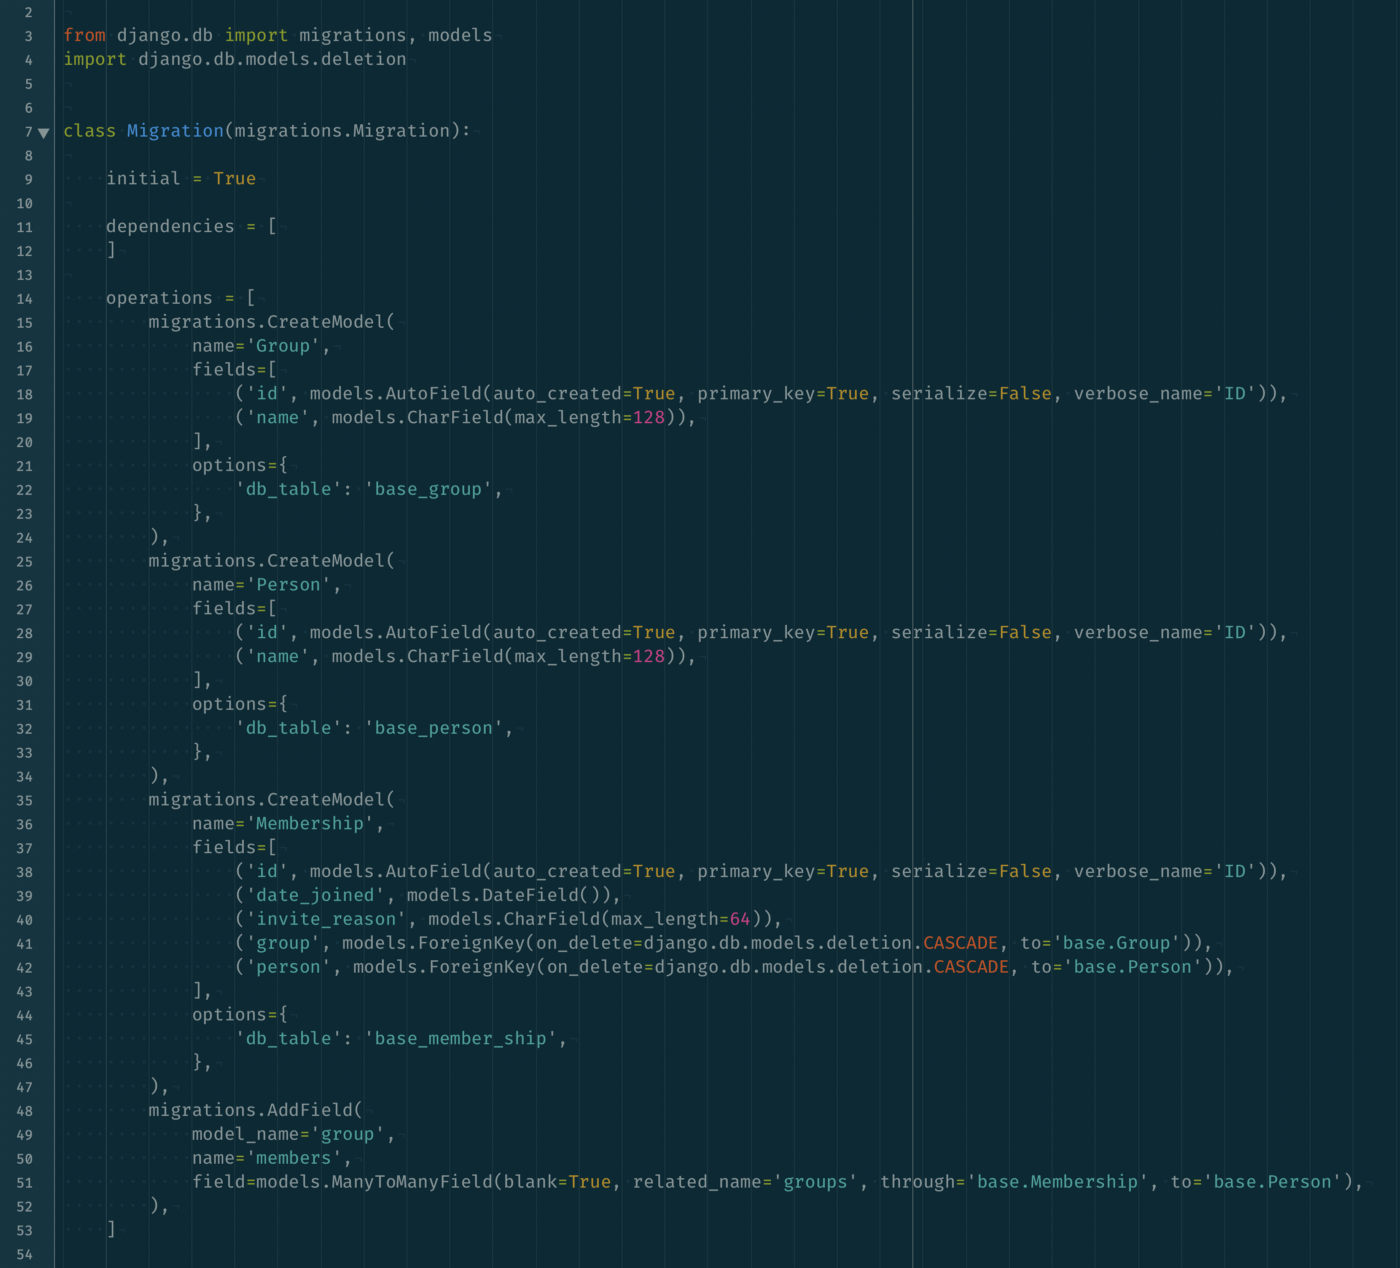 2
3 from django.db import migrations, models
4 import django.db.models.deletion
5
6
7 class Migration(migrations.Migration):
8
9     initial = True
10
11     dependencies = [
12     ]
13
14     operations = [
15         migrations.CreateModel(
16             name='Group',
17             fields=[
18                 ('id', models.AutoField(auto_created=True, primary_key=True, serialize=False, verbose_name='ID')),
19                 ('name', models.CharField(max_length=128)),
20             ],
21             options={
22                 'db_table': 'base_group',
23             },
24         ),
25         migrations.CreateModel(
26             name='Person',
27             fields=[
28                 ('id', models.AutoField(auto_created=True, primary_key=True, serialize=False, verbose_name='ID')),
29                 ('name', models.CharField(max_length=128)),
30             ],
31             options={
32                 'db_table': 'base_person',
33             },
34         ),
35         migrations.CreateModel(
36             name='Membership',
37             fields=[
38                 ('id', models.AutoField(auto_created=True, primary_key=True, serialize=False, verbose_name='ID')),
39                 ('date_joined', models.DateField()),
40                 ('invite_reason', models.CharField(max_length=64)),
41                 ('group', models.ForeignKey(on_delete=django.db.models.deletion.CASCADE, to='base.Group')),
42                 ('person', models.ForeignKey(on_delete=django.db.models.deletion.CASCADE, to='base.Person')),
43             ],
44             options={
45                 'db_table': 'base_member_ship',
46             },
47         ),
48         migrations.AddField(
49             model_name='group',
50             name='members',
51             field=models.ManyToManyField(blank=True, related_name='groups', through='base.Membership', to='base.Person'),
52         ),
53     ]
54